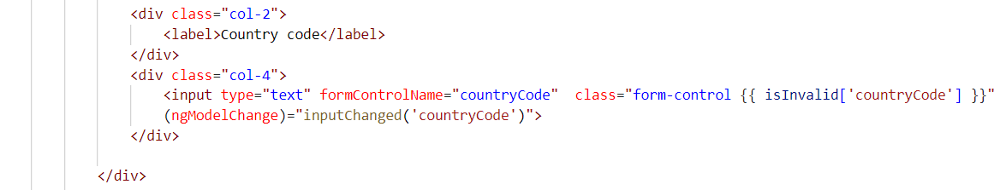 <div class="col-2">
<label>Country code</label>
</div>
<div class="col-4">
<input type="text" formControlName="countryCode"  class="form-control {{ isInvalid['countryCode'] }}"
(ngModelChange)="inputChanged('countryCode')">
</div>
</div>